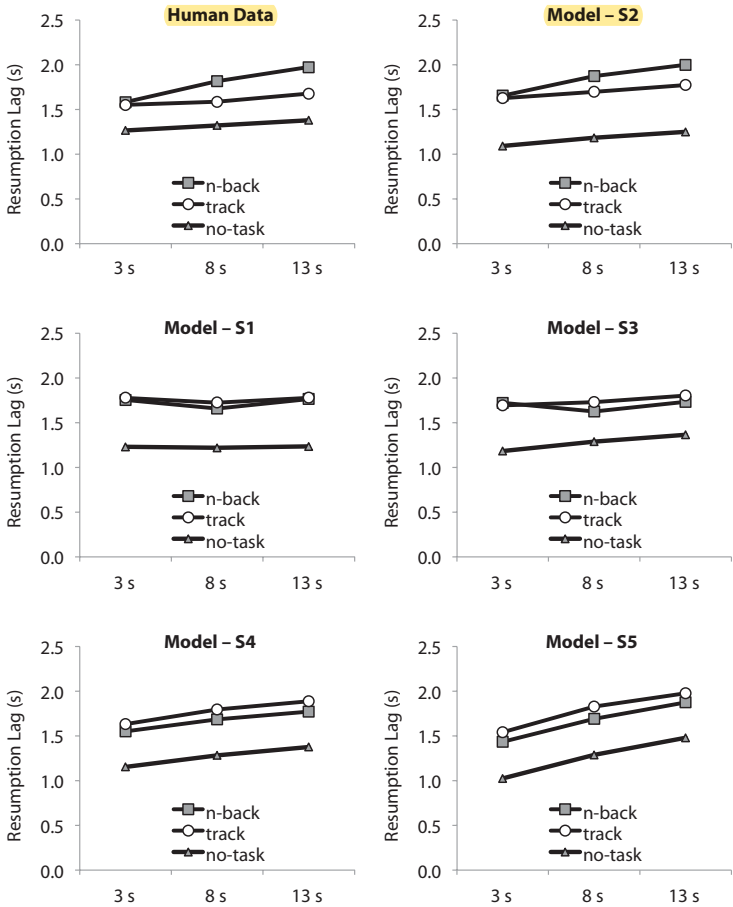 Human Data
Resumption Lag (s)
2.5
2.0
1.5
1.0
0.5
0.0
n-back
track
no-task
3 s 8 s 13 s
Model – S2
Resumption Lag (s)
2.5
2.0
1.5
1.0
0.5
0.0
n-back
track
no-task
3 s 8 s 13 s
Model – S1
Resumption Lag (s)
2.5
2.0
1.5
1.0
0.5
0.0
n-back
track
no-task
3 s 8 s 13 s
Model – S3
Resumption Lag (s)
2.5
2.0
1.5
1.0
0.5
0.0
n-back
track
no-task
3 s 8 s 13 s
Model – S4
Resumption Lag (s)
2.5
2.0
1.5
1.0
0.5
0.0
n-back
track
no-task
3 s 8 s 13 s
Model – S5
Resumption Lag (s)
2.5
2.0
1.5
1.0
0.5
0.0
n-back
track
no-task
3 s 8 s 13 s